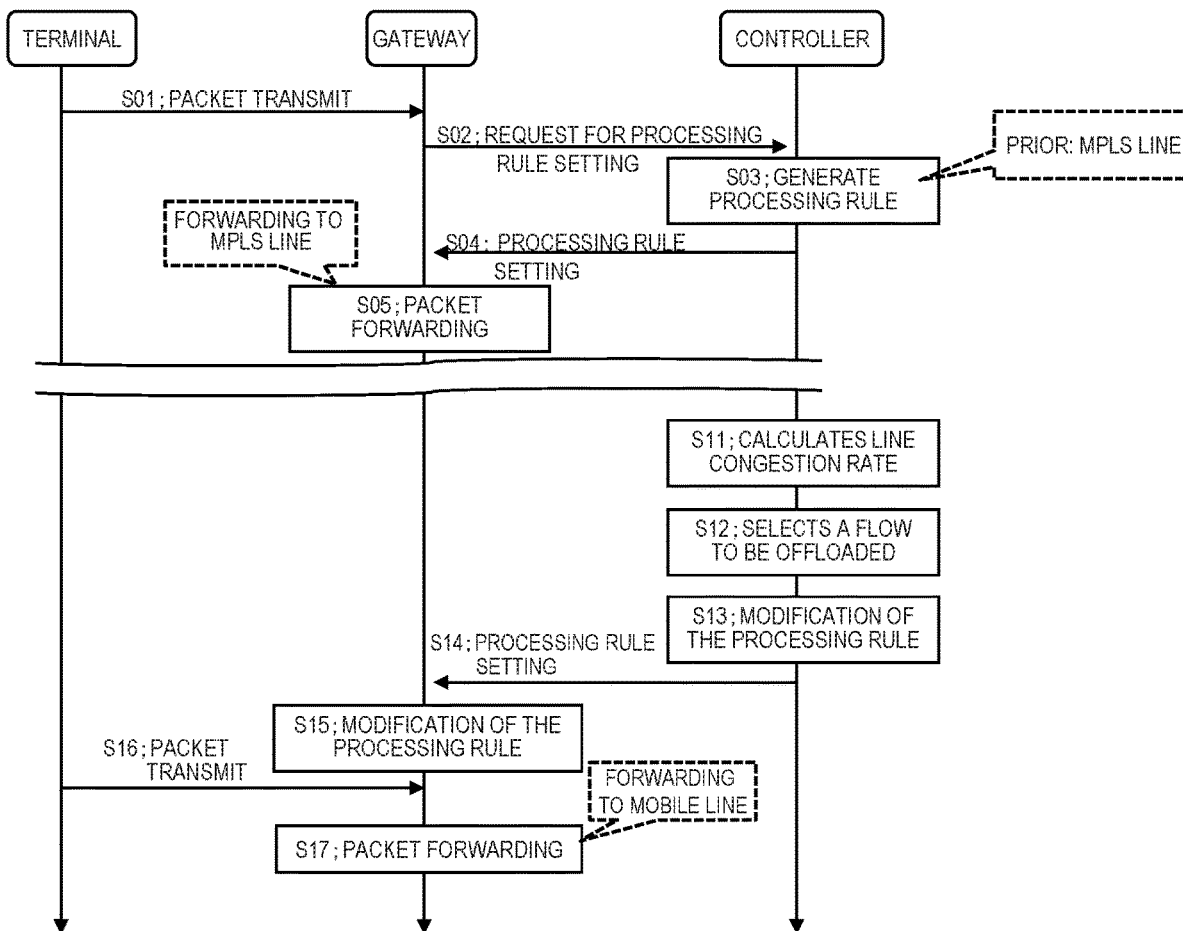 TERMINAL
GATEWAY
CONTROLLER
S01;PACKET TRANSMIT
S02;REQUEST FOR PROCESSING
RULE SETTING
PRIOR: MPLS LINE
S03;GENERATE
PROCESSING RULE
FORWARDING TO
MPLS LINE
S04; PROCESSING RULE
SETTING
S05;PACKET
FORWARDING
S11;CALCULATES LINE
CONGESTION RATE
S12;SELECTS A FLOW
TO BE OFFLOADED
S13;MODIFICATION OF
THE PROCESSING RULE
S14;PROCESSING RULE
SETTING
S15;MODIFICATION OF THE
PROCESSING RULE
S16;PACKET
TRANSMIT
FORWARDING
TO MOBILE LINE
S17;PACKET FORWARDING